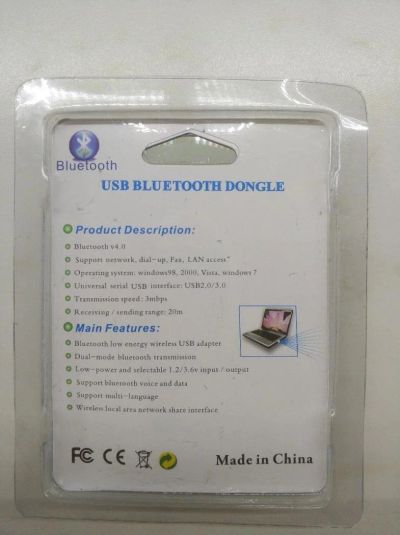 Bluetooth
USB BLUETOOTH DONGLE
Product Description:
Bluetooth v4.0
Support network, dial-up, Fax, LAN access"
Operating system: windows98, 2000, Vista, windows 7
Universal serial USB interface: USB2.0/3.0
Transmission speed: 3mbps
Receiving / sending range: 20m
Main Features:
Bluetooth low energy wireless USB adapter
Dual-mode bluetooth transmission
Low-power and selectable 1.2/3.6v input / output
Support bluetooth voice and data
Support multi-language
Wireless local area network share interface
FC CE
Made in China